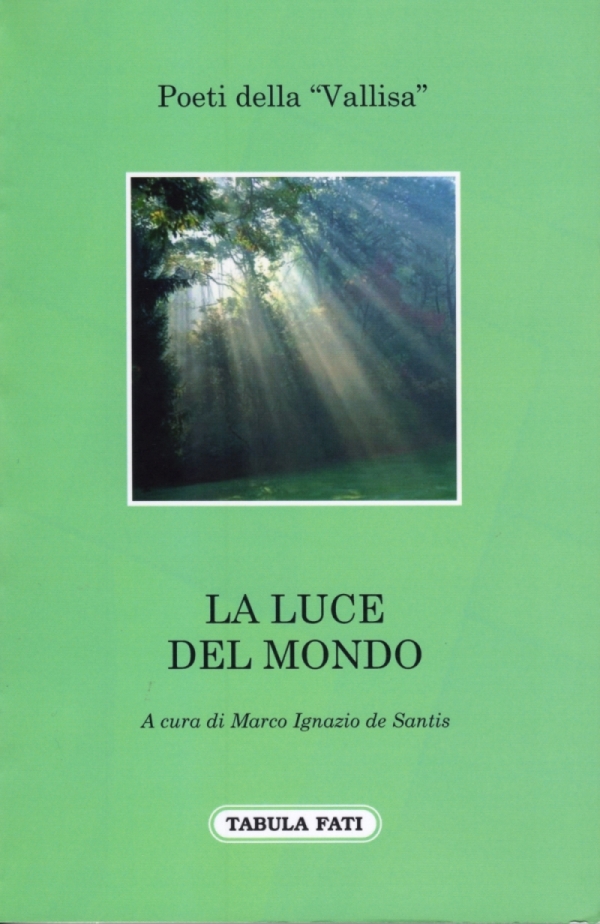 Poeti della “Vallisa”
LA LUCE
DEL MONDO
A cura di Marco Ignazio de Santis
TABULA FATI